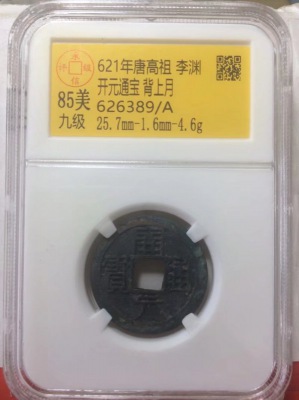 621年唐高祖 李渊
开元通宝 背上月
85美 626389/A
九级 25.7mm-1.6mm-4.6g
開元通寶